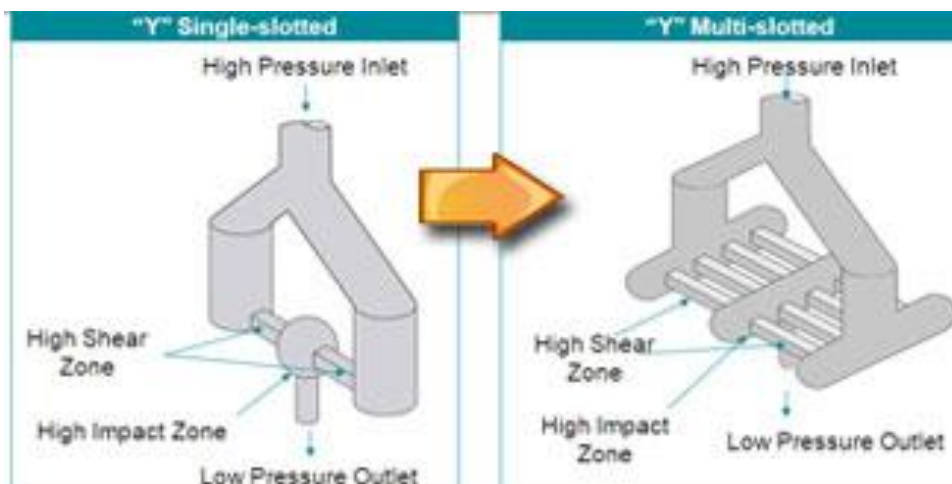 "Y" Single-slotted
High Pressure Inlet
High Shear
Zone
High Impact Zone
Low Pressure Outlet
"Y" Multi-slotted
High Pressure Inlet
High Shear
Zone
High Impact
Zone
Low Pressure Outlet